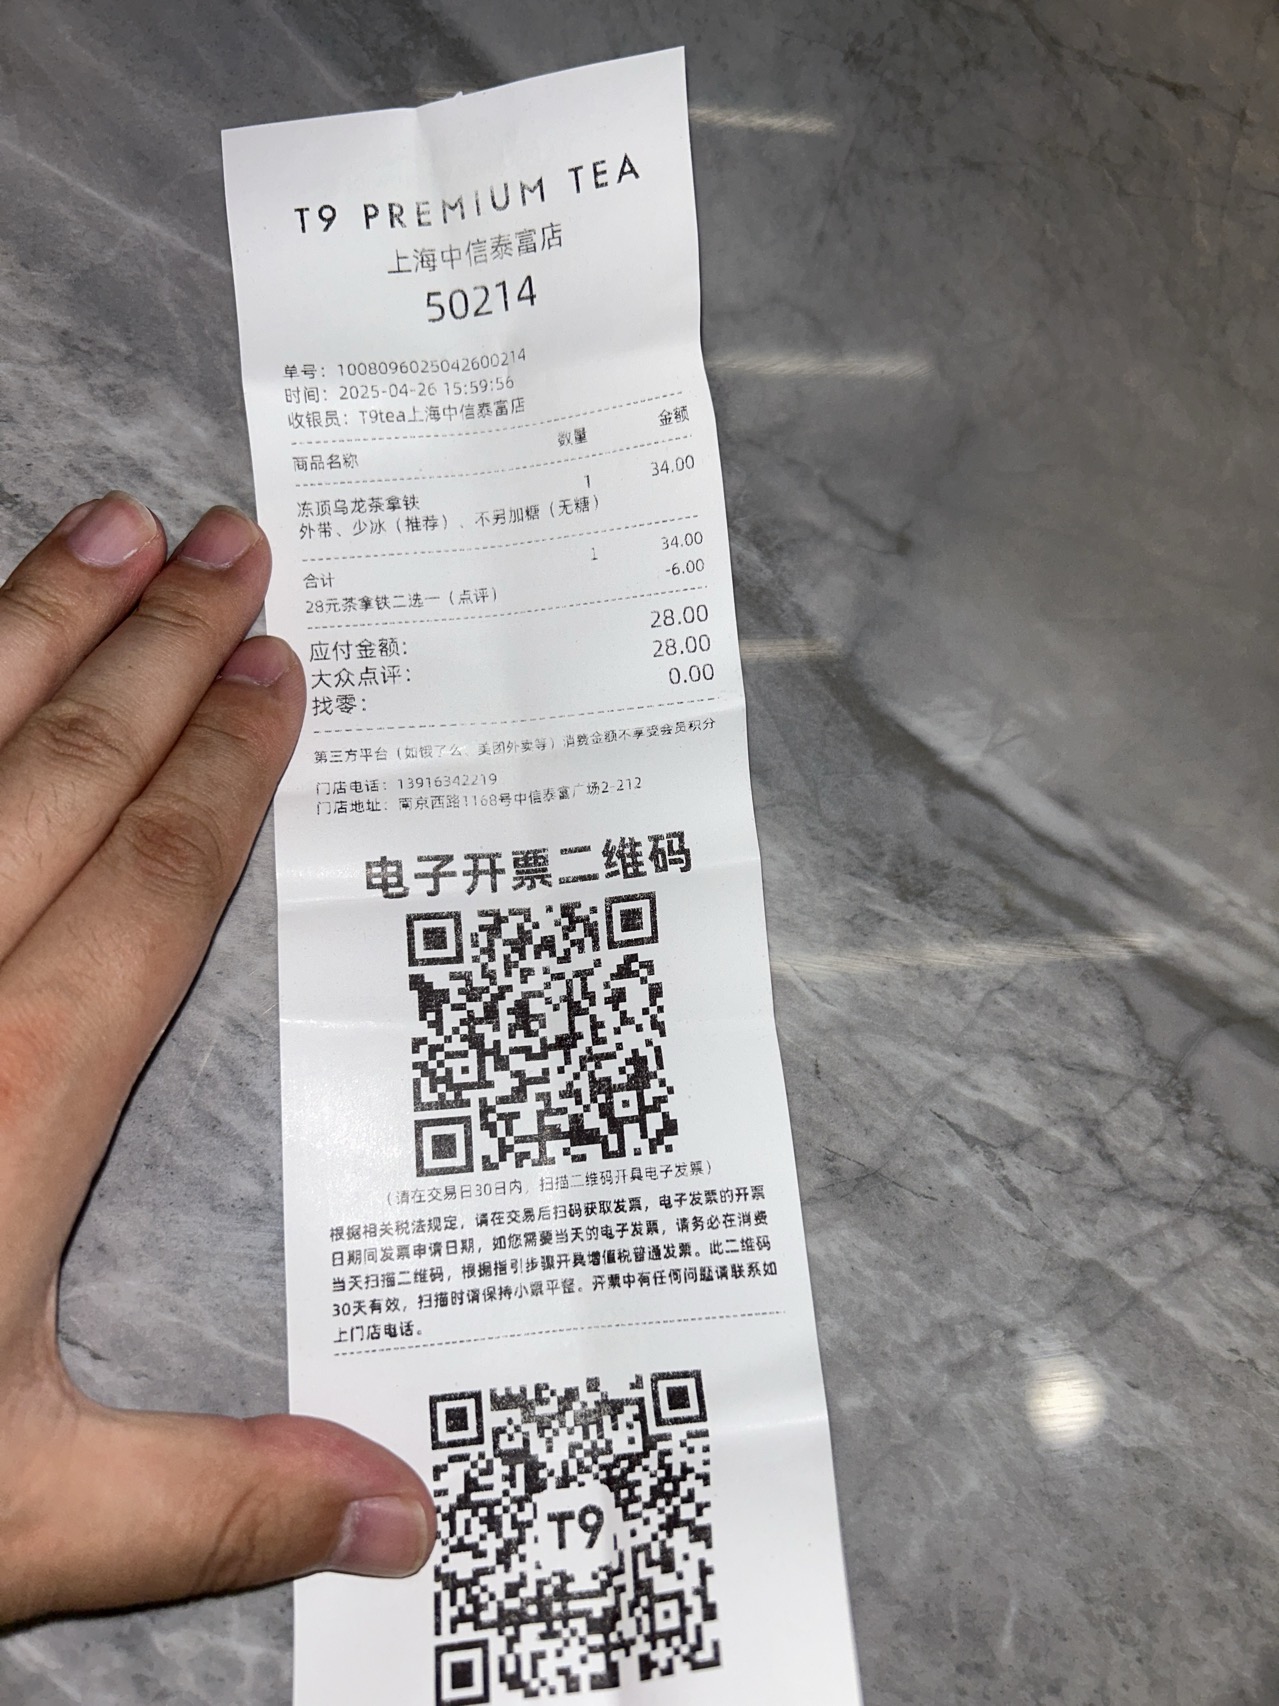 T9 PREMIUM TEA
上海中信泰富店
50214
单号：1008096025042600214
时间：2025-04-26 15:59:56
收银员：T9tea上海中信泰富店
商品名称 数量 金额
冻顶乌龙茶拿铁 1 34.00
外带、少冰（推荐）、不另加糖（无糖）
合计 1 34.00
28元茶拿铁二选一（点评） -6.00
应付金额： 28.00
大众点评： 28.00
找零： 0.00
第三方平台（如饿了么、美团外卖等）消费金额不享受会员积分
门店电话：13916342219
门店地址：南京西路1168号中信泰富广场2-212
电子开票二维码
（请在交易日30日内，扫描二维码开具电子发票）
根据相关税法规定，请在交易后扫码获取发票，电子发票的开票
日期同发票申请日期，如您需要当天的电子发票，请务必在消费
当天扫描二维码，根据指引步骤开具增值税普通发票。此二维码
30天有效，扫描时请保持小票平整。开票中有任何问题请联系如
上门店电话。
T9